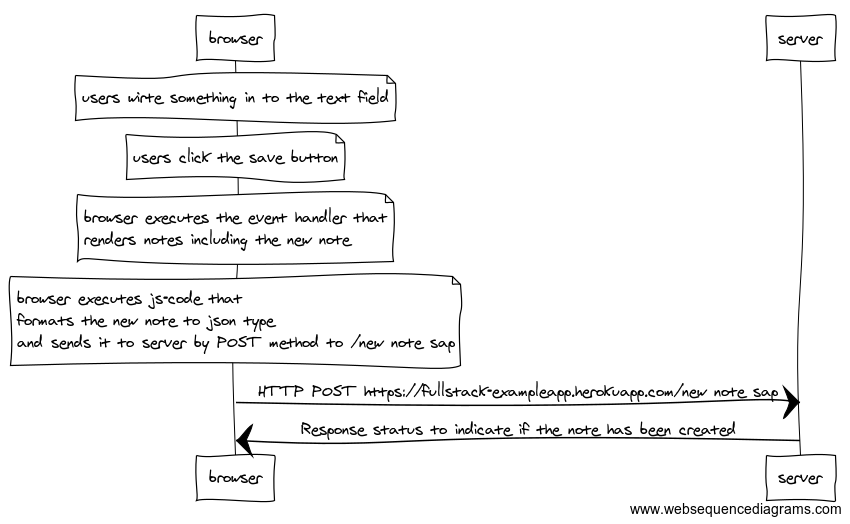 browser
server
users wirte something in to the text field
users click the save button
browser executes the event handler that
renders notes including the new note
browser executes js-code that
formats the new note to json type
and sends it to server by POST method to /new note sap
HTTP POST https://fullstack-exampleapp.herokuapp.com/new note sap
Response status to indicate if the note has been created
browser
server
www.websequencediagrams.com